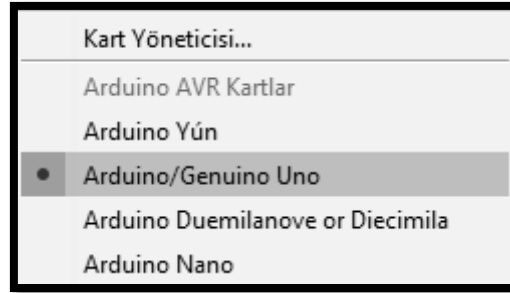 Kart Yöneticisi...
Arduino AVR Kartlar
Arduino Yún
Arduino/Genuino Uno
Arduino Duemilanove or Diecimila
Arduino Nano